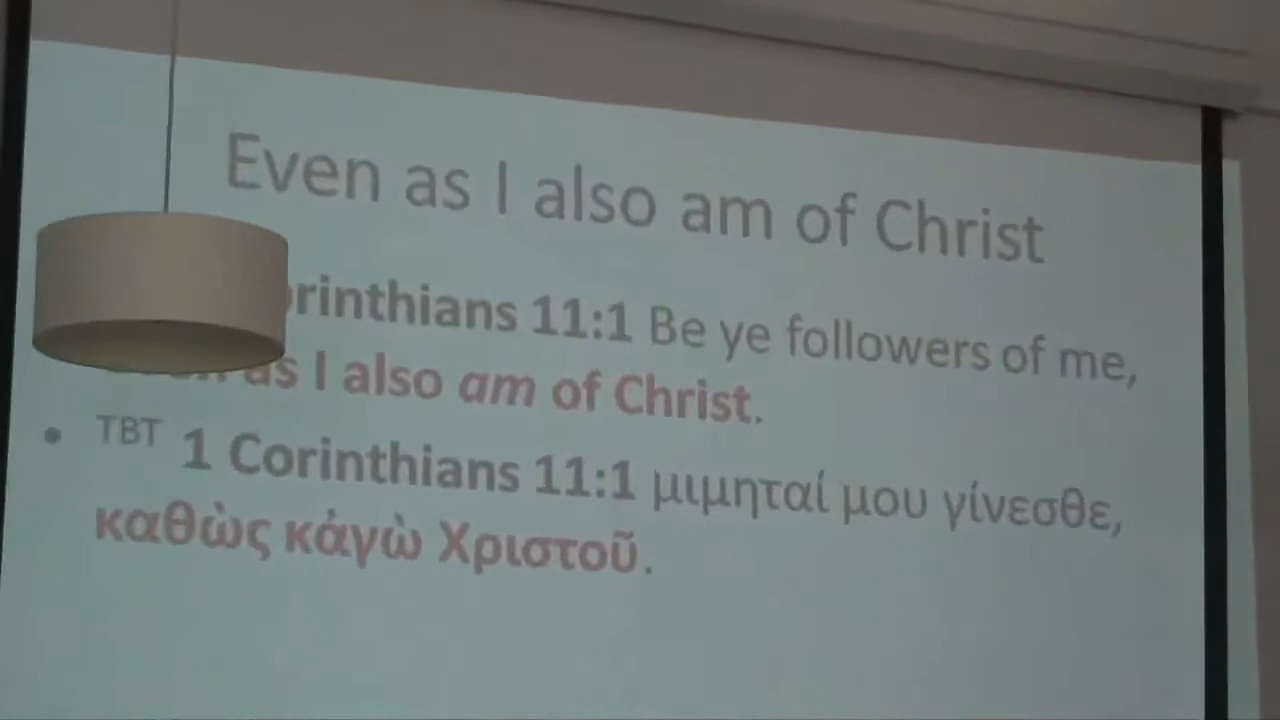 Even as I also am of Christ
orinthians 11:1 Be ye followers of me,
as I also am of Christ.
• TBT 1 Corinthians 11:1 μιμηταί μου γίνεσθε,
καθὼς κἀγὼ Χριστοῦ.